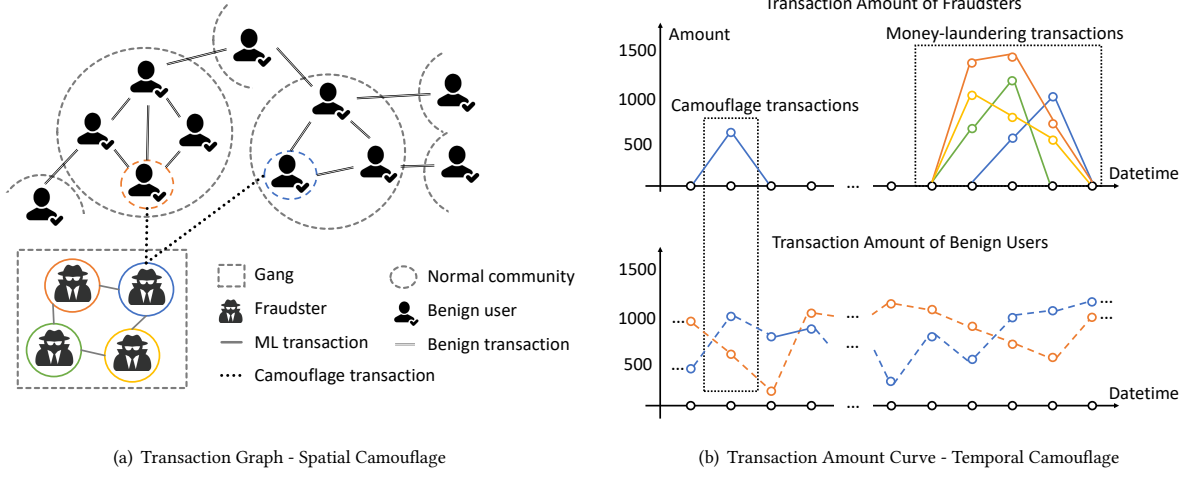 Transaction Amount of Fraudsters
Amount
1500
1000
500
Camouflage transactions
Money-laundering transactions
...
Datetime
Transaction Amount of Benign Users
1500
1000
500
...
...
...
...
...
...
...
Datetime
Gang
Fraudster
ML transaction
Camouflage transaction
Normal community
Benign user
Benign transaction
(a) Transaction Graph - Spatial Camouflage
(b) Transaction Amount Curve - Temporal Camouflage